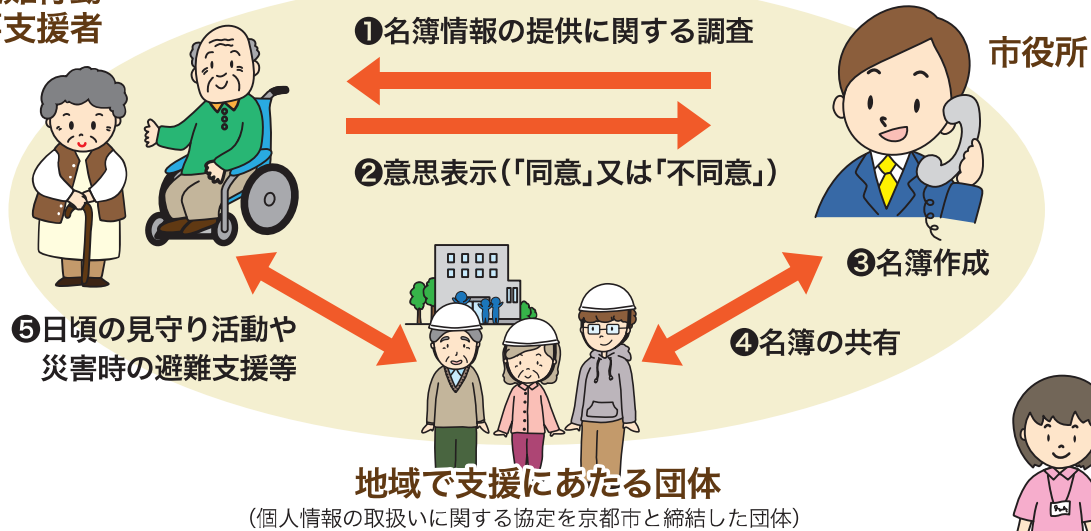 支援者
❶名簿情報の提供に関する調査
市役所
❷意思表示（「同意」又は「不同意」）
❸名簿作成
❺日頃の見守り活動や
災害時の避難支援等
❹名簿の共有
地域で支援にあたる団体
（個人情報の取扱いに関する協定を京都市と締結した団体）